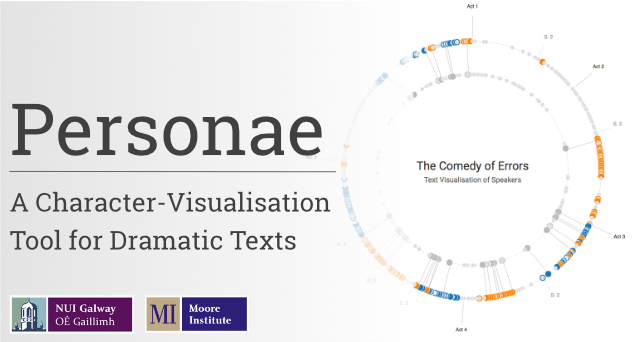 Personae
A Character-Visualisation
Tool for Dramatic Texts
NUI Galway
OÉ Gaillimh
MI
Moore
Institute
Act 1
S. 2
Act 2
The Comedy of Errors
Text Visualisation of Speakers
Act 3
S. 2
Act 4
S. 2